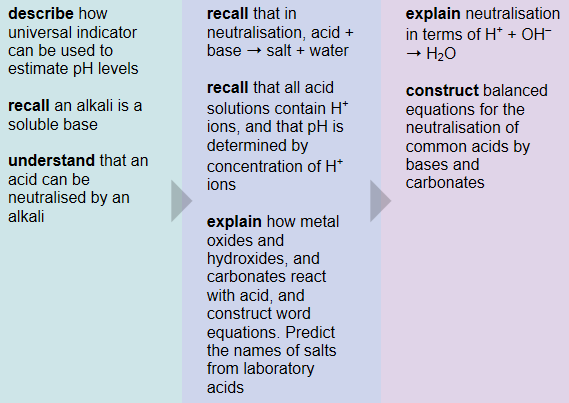 describe how
universal indicator
can be used to
estimate pH levels
recall an alkali is a
soluble base
understand that an
acid can be
neutralised by an
alkali
recall that in
neutralisation, acid +
base → salt + water
recall that all acid
solutions contain H⁺
ions, and that pH is
determined by
concentration of H⁺
ions
explain how metal
oxides and
hydroxides, and
carbonates react
with acid, and
construct word
equations. Predict
the names of salts
from laboratory
acids
explain neutralisation
in terms of H⁺ + OH⁻
→ H₂O
construct balanced
equations for the
neutralisation of
common acids by
bases and
carbonates